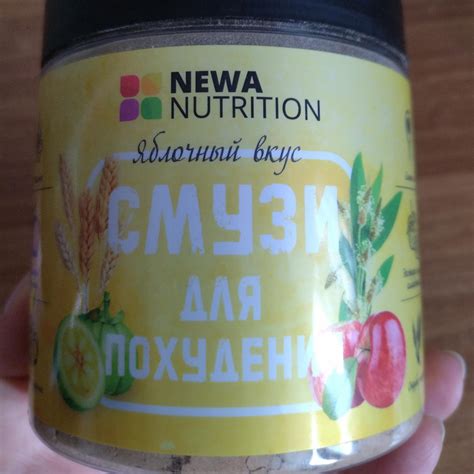 NEWA
NUTRITION
Яблочный вкус
СМУЗИ
ДЛЯ
ПОХУДЕНИ